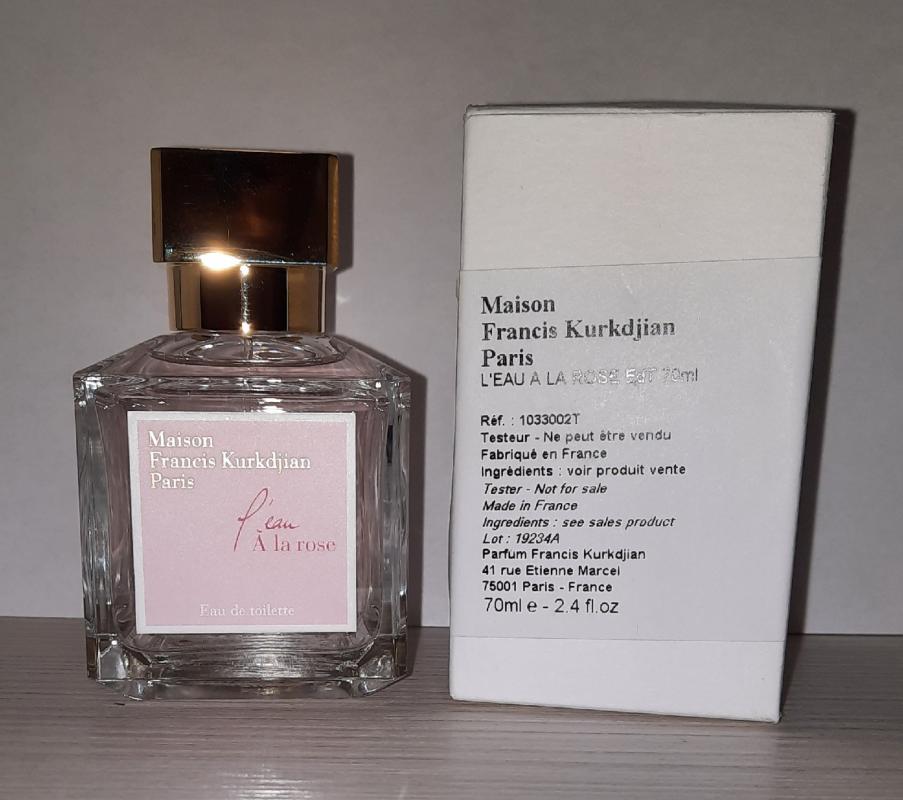 Maison
Francis Kurkdjian
Paris
l'eau
À la rose
Eau de toilette
Maison
Francis Kurkdjian
Paris
L'EAU A LA ROSE EdT 70ml
Réf. : 1033002T
Testeur - Ne peut être vendu
Fabriqué en France
Ingrédients : voir produit vente
Tester - Not for sale
Made in France
Ingredients : see sales product
Lot : 19234A
Parfum Francis Kurkdjian
41 rue Etienne Marcel
75001 Paris - France
70ml e - 2.4 fl.oz